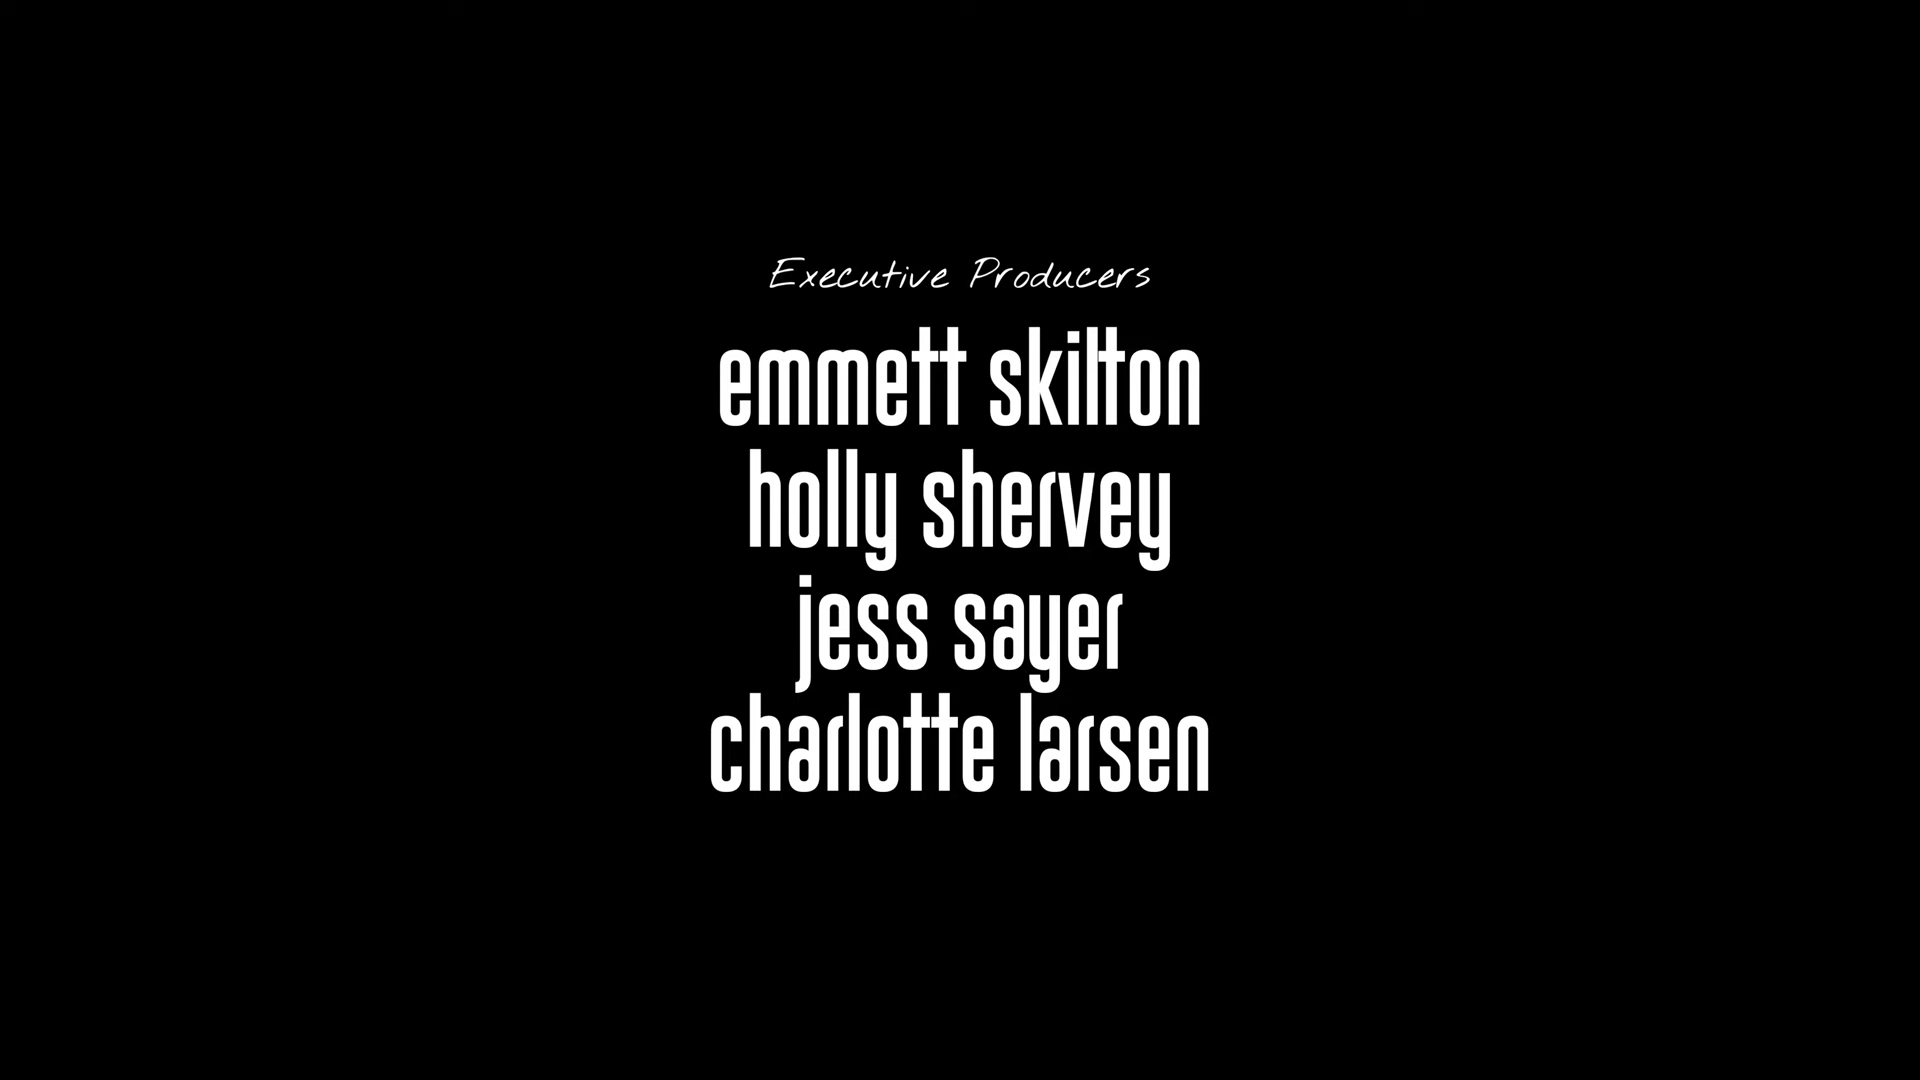 Executive Producers
emmett skilton
holly shervey
jess sayer
charlotte larsen